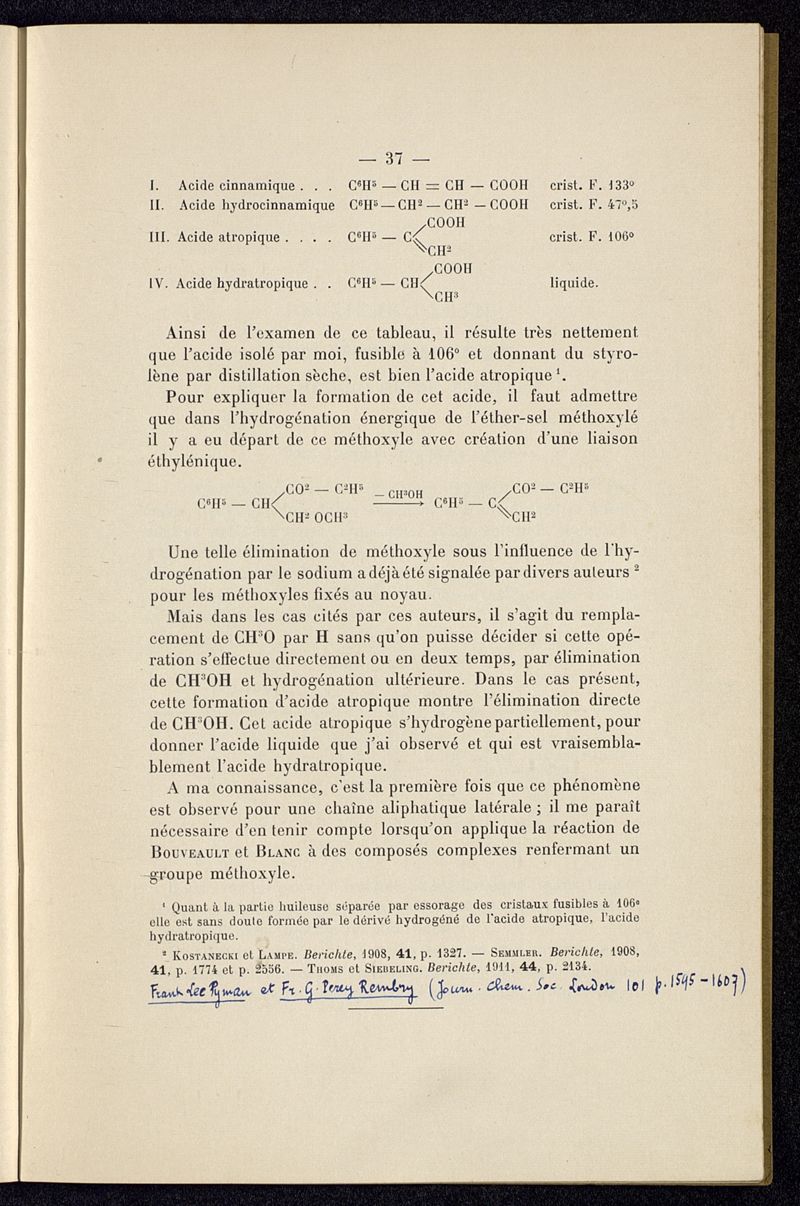 — 37 —
I. Acide cinnamique . . . C⁶H⁵ — CH = CH — COOH crist. F. 133°
II. Acide hydrocinnamique C⁶H⁵ — CH² — CH² — COOH crist. F. 47°,5
COOH
III. Acide atropique . . . . C⁶H⁵ — C crist. F. 106°
CH²
COOH
IV. Acide hydratropique . . C⁶H⁵ — CH liquide.
CH³
Ainsi de l'examen de ce tableau, il résulte très nettement
que l'acide isolé par moi, fusible à 106° et donnant du styro-
lène par distillation sèche, est bien l'acide atropique ¹.
Pour expliquer la formation de cet acide, il faut admettre
que dans l'hydrogénation énergique de l'éther-sel méthoxylé
il y a eu départ de ce méthoxyle avec création d'une liaison
éthylénique.
CO² — C²H⁵ — CH³OH CO² — C²H⁵
C⁶H⁵ — CH C⁶H⁵ — C
CH² OCH³ CH²
Une telle élimination de méthoxyle sous l'influence de l'hy-
drogénation par le sodium a déjà été signalée par divers auteurs ²
pour les méthoxyles fixés au noyau.
Mais dans les cas cités par ces auteurs, il s'agit du rempla-
cement de CH³O par H sans qu'on puisse décider si cette opé-
ration s'effectue directement ou en deux temps, par élimination
de CH³OH et hydrogénation ultérieure. Dans le cas présent,
cette formation d'acide atropique montre l'élimination directe
de CH³OH. Cet acide atropique s'hydrogène partiellement, pour
donner l'acide liquide que j'ai observé et qui est vraisembla-
blement l'acide hydratropique.
A ma connaissance, c'est la première fois que ce phénomène
est observé pour une chaîne aliphatique latérale ; il me paraît
nécessaire d'en tenir compte lorsqu'on applique la réaction de
BOUVEAULT et BLANC à des composés complexes renfermant un
groupe méthoxyle.
¹ Quant à la partie huileuse séparée par essorage des cristaux fusibles à 106°
elle est sans doute formée par le dérivé hydrogéné de l'acide atropique, l'acide
hydratropique.
² KOSTANECKI et LAMPE. Berichte, 1908, 41, p. 1327. — SEMMLER. Berichte, 1908,
41, p. 1774 et p. 2556. — THOMS et SIEBELING. Berichte, 1911, 44, p. 2134.
Frank Lee Pyman et Fr. G. Percy Remfry (Journ. Chem. Soc. London 101 p. 1595-1607)